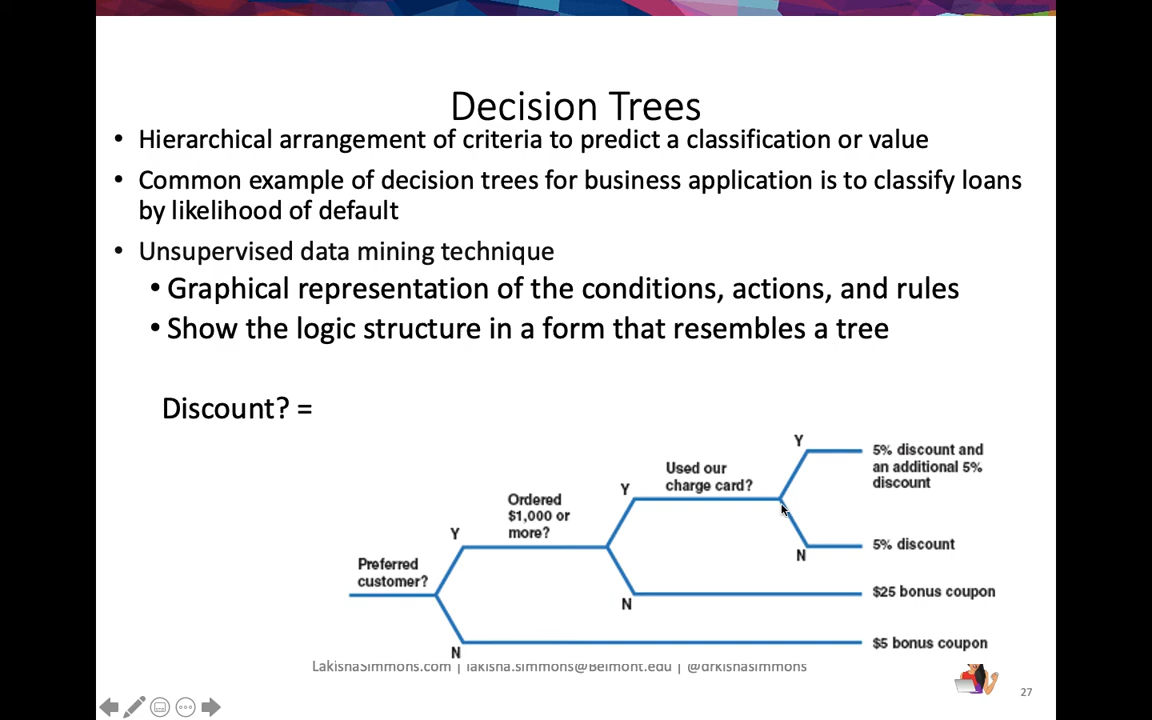 Decision Trees
• Hierarchical arrangement of criteria to predict a classification or value
• Common example of decision trees for business application is to classify loans
by likelihood of default
• Unsupervised data mining technique
• Graphical representation of the conditions, actions, and rules
• Show the logic structure in a form that resembles a tree
Discount? =
Y
5% discount and
an additional 5%
discount
Used our
charge card?
Y
Ordered
$1,000 or
more?
Y
N
5% discount
Preferred
customer?
N
$25 bonus coupon
N
$5 bonus coupon
LakishaSimmons.com | lakisha.simmons@Belmont.edu | @drkishasimmons
27